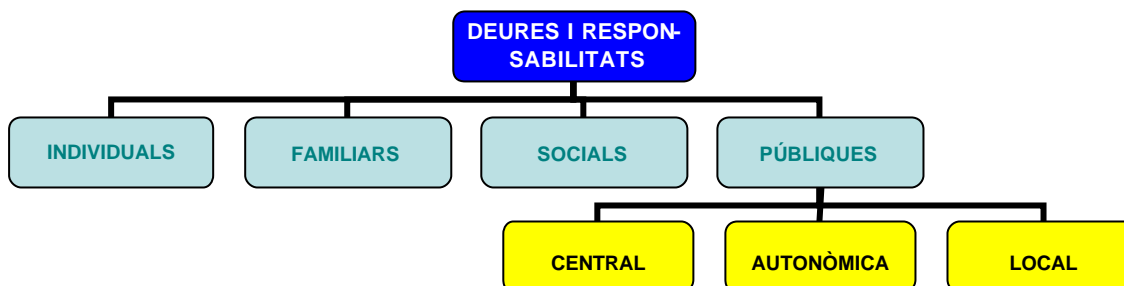 DEURES I RESPON-
SABILITATS
INDIVIDUALS
FAMILIARS
SOCIALS
PÚBLIQUES
CENTRAL
AUTONÒMICA
LOCAL